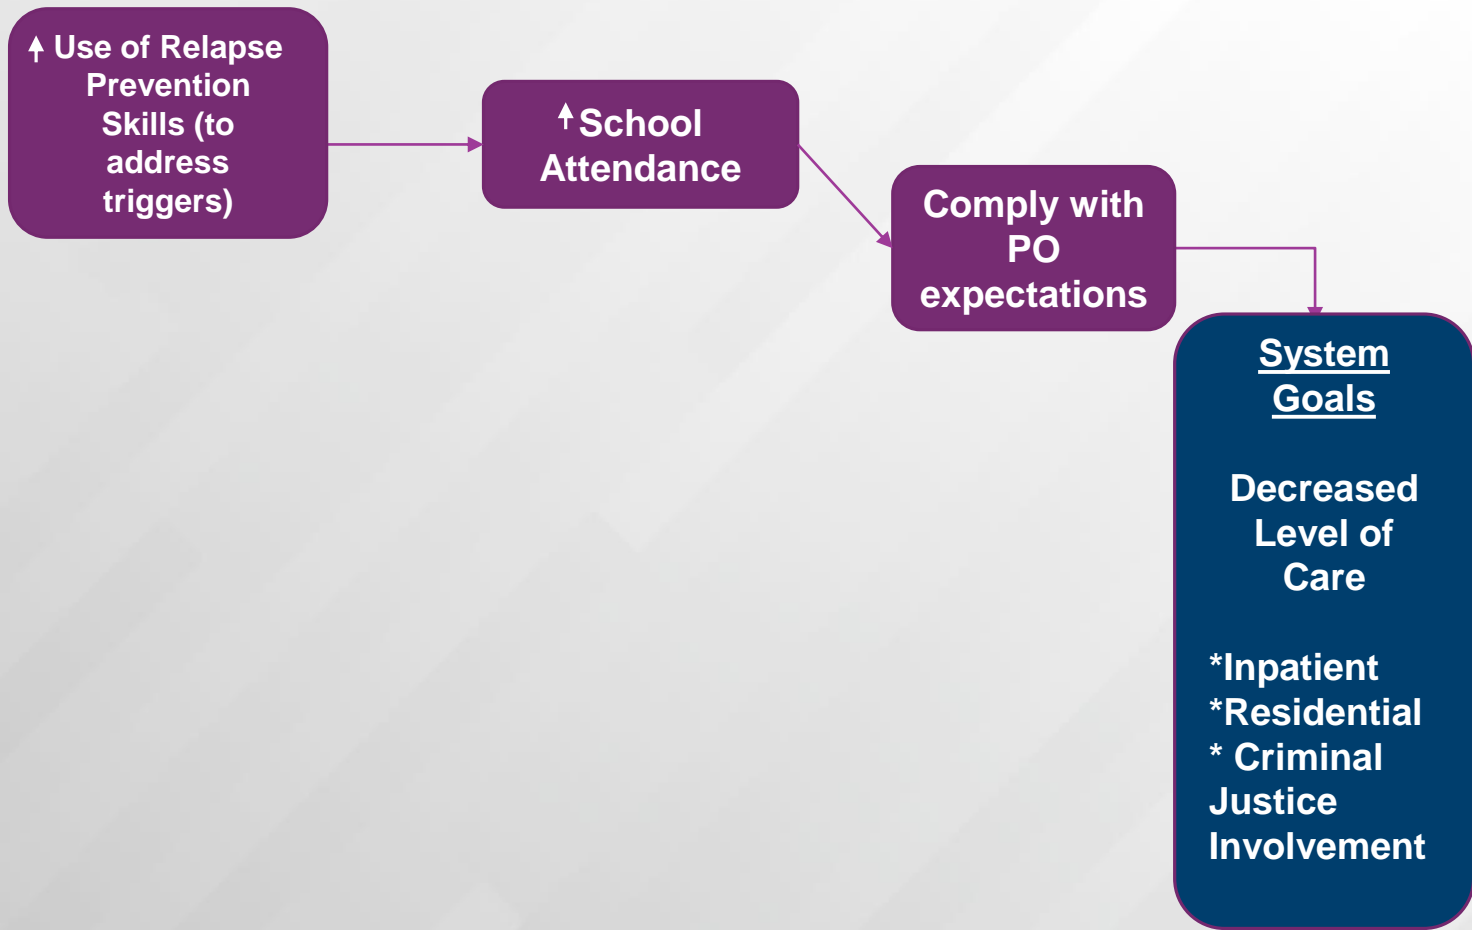 Use of Relapse
Prevention
Skills (to
address
triggers)
School
Attendance
Comply with
PO
expectations
System
Goals
Decreased
Level of
Care
*Inpatient
*Residential
* Criminal
Justice
Involvement